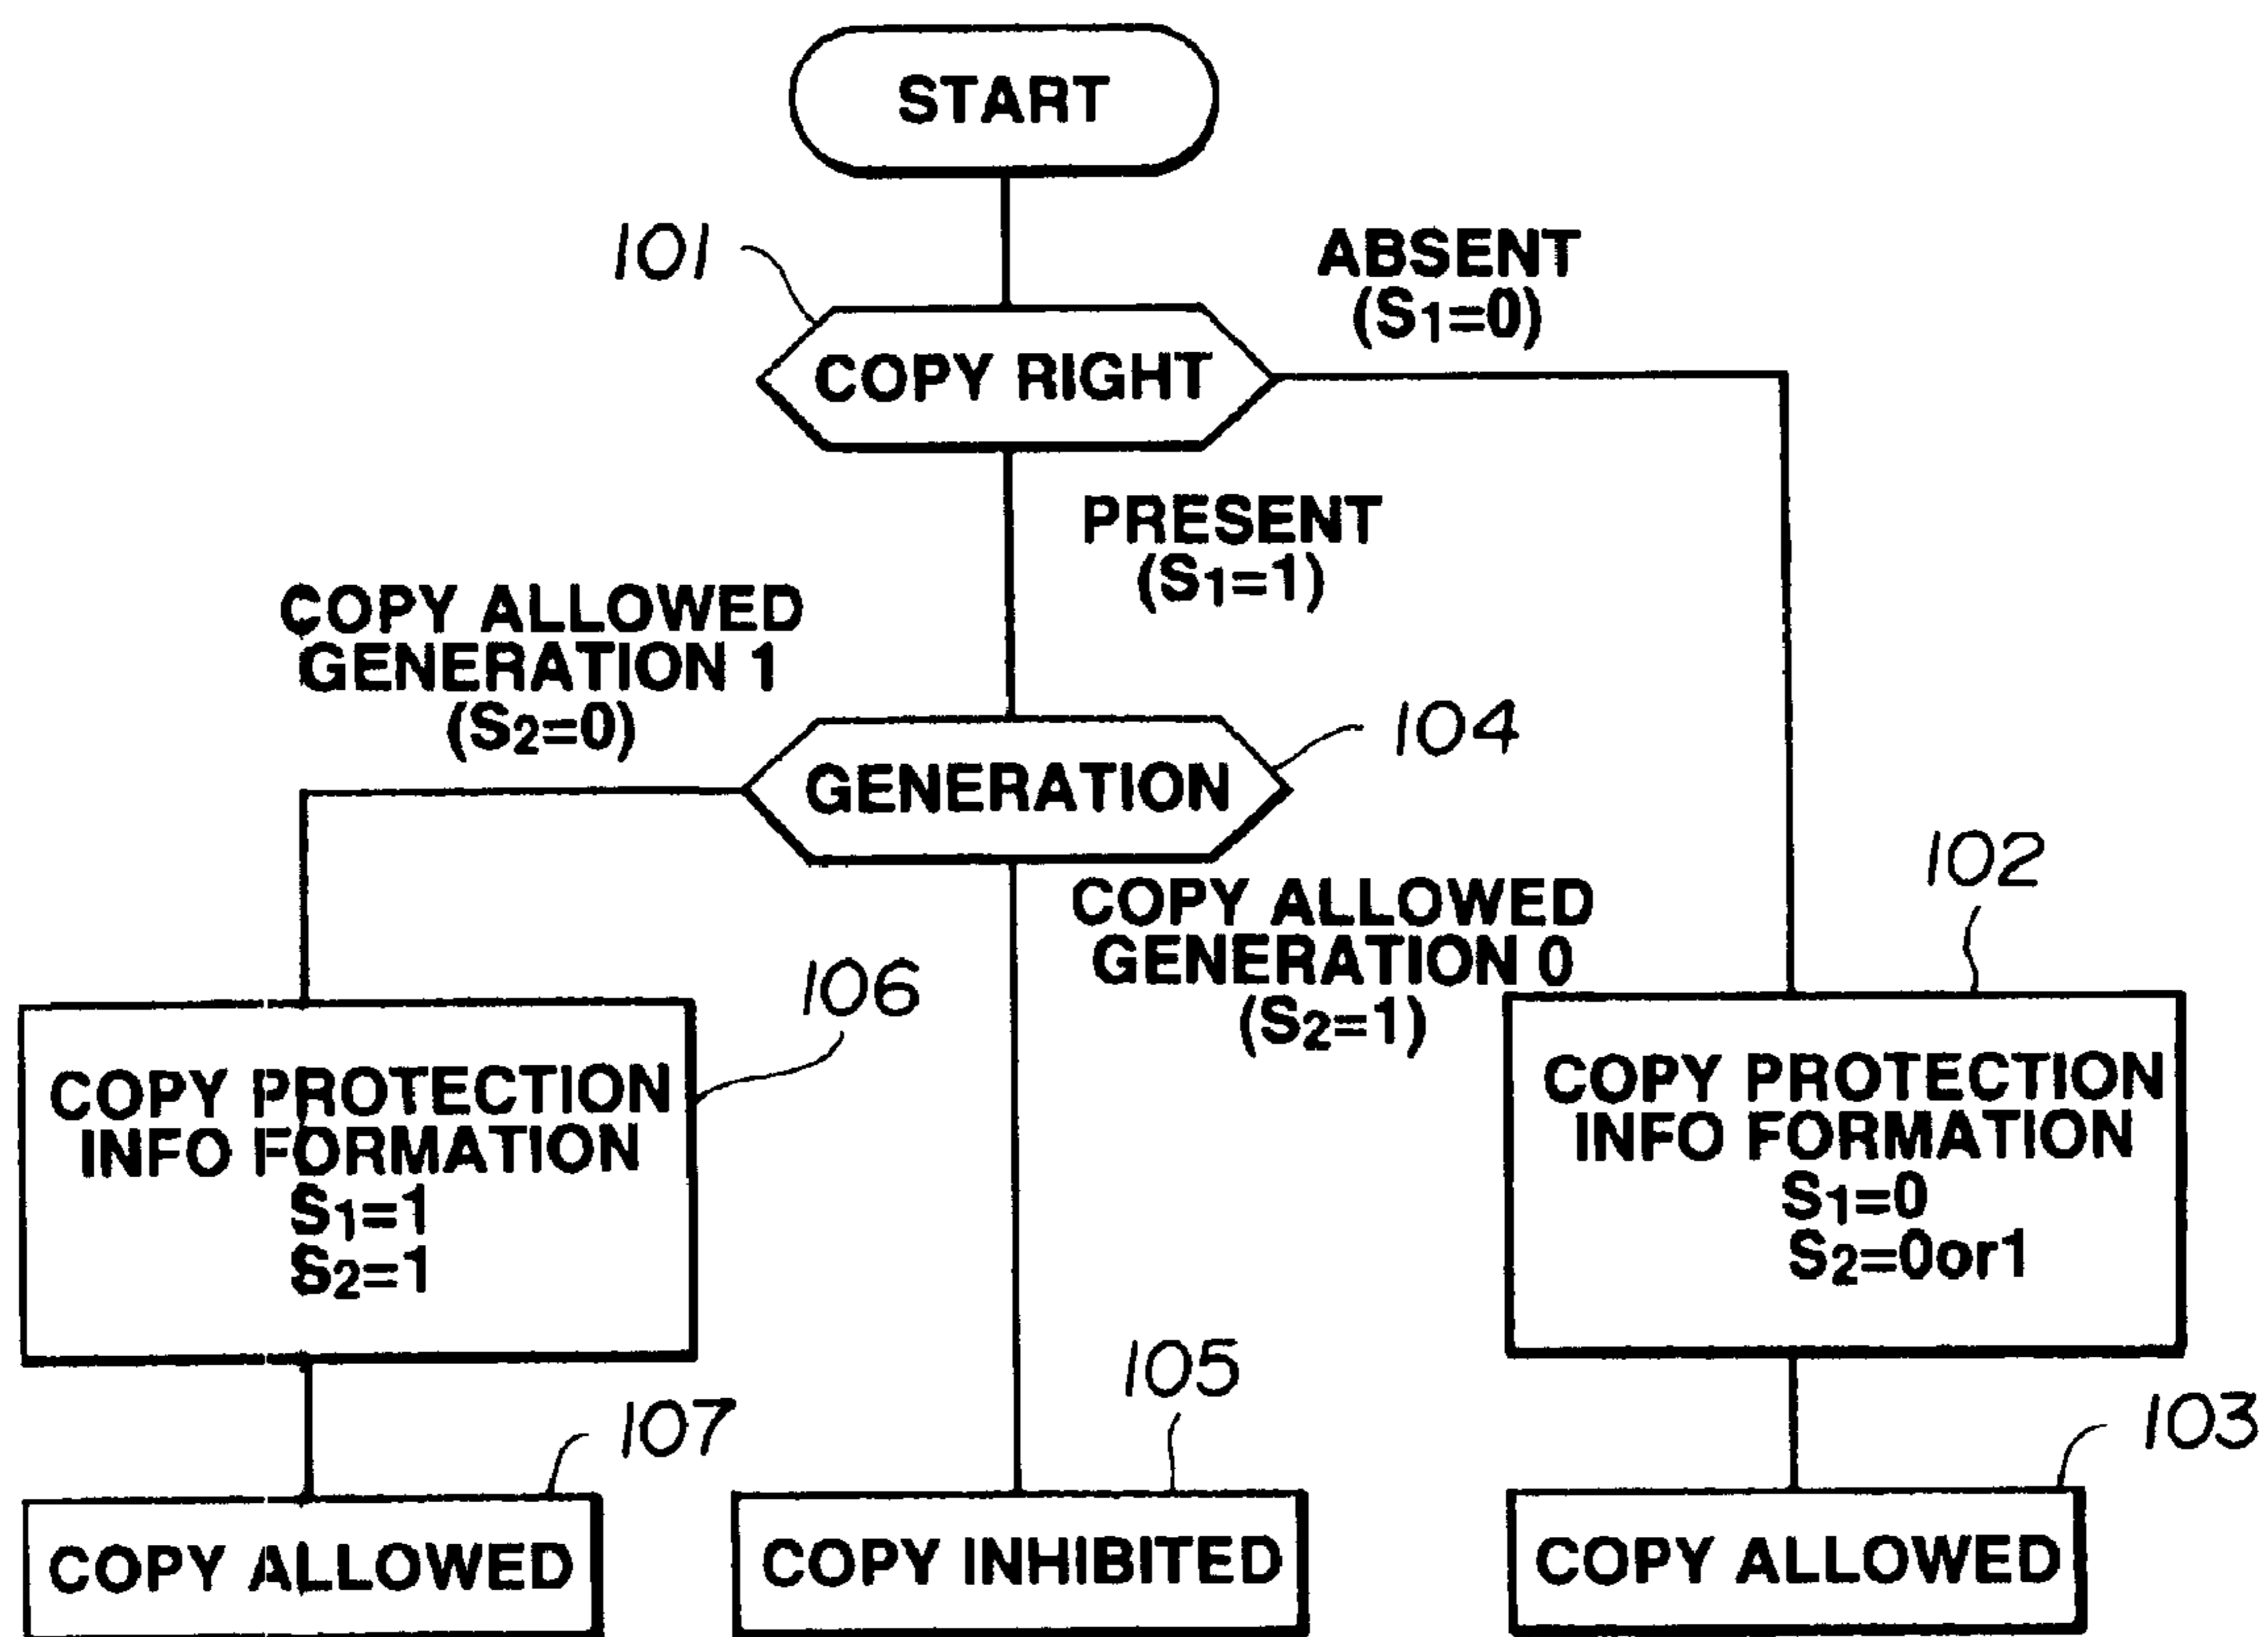 START
101
ABSENT
(S1=0)
COPY RIGHT
PRESENT
(S1=1)
COPY ALLOWED
GENERATION 1
(S2=0)
104
GENERATION
102
COPY ALLOWED
GENERATION 0
(S2=1)
106
COPY PROTECTION
INFO FORMATION
S1=1
S2=1
COPY PROTECTION
INFO FORMATION
S1=0
S2=0or1
107
105
103
COPY ALLOWED
COPY INHIBITED
COPY ALLOWED